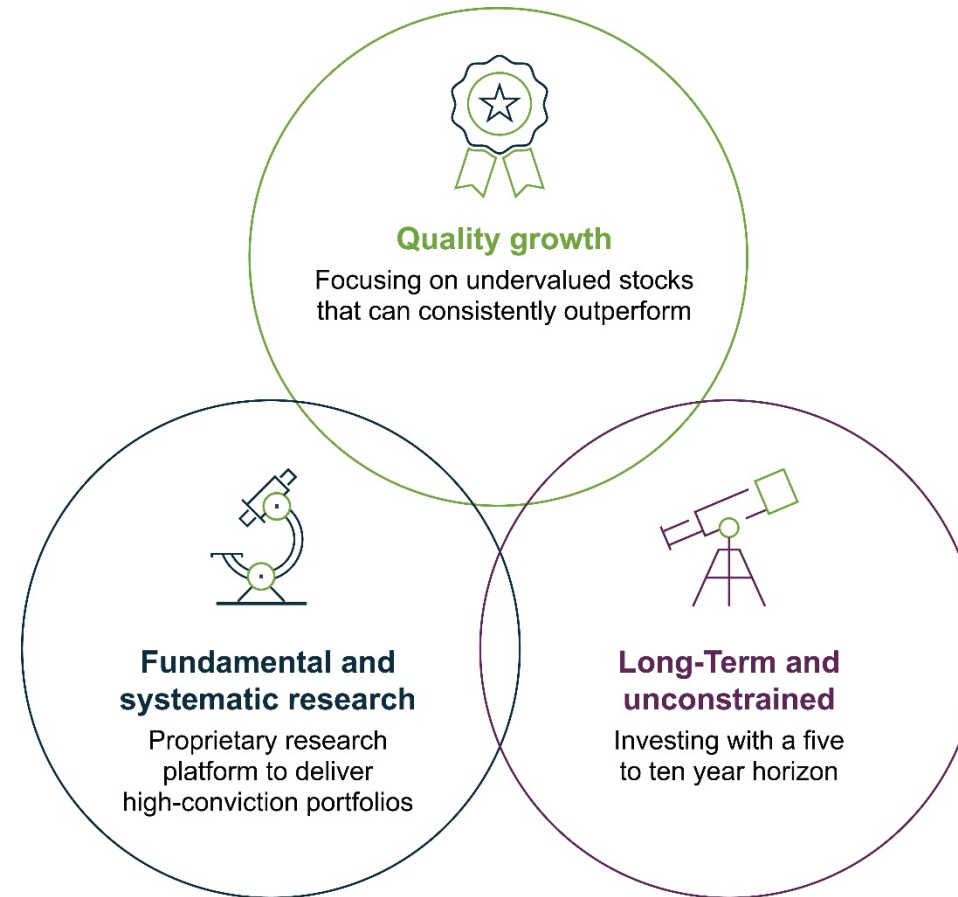 Quality growth
Focusing on undervalued stocks
that can consistently outperform
Fundamental and
systematic research
Proprietary research
platform to deliver
high-conviction portfolios
Long-Term and
unconstrained
Investing with a five
to ten year horizon